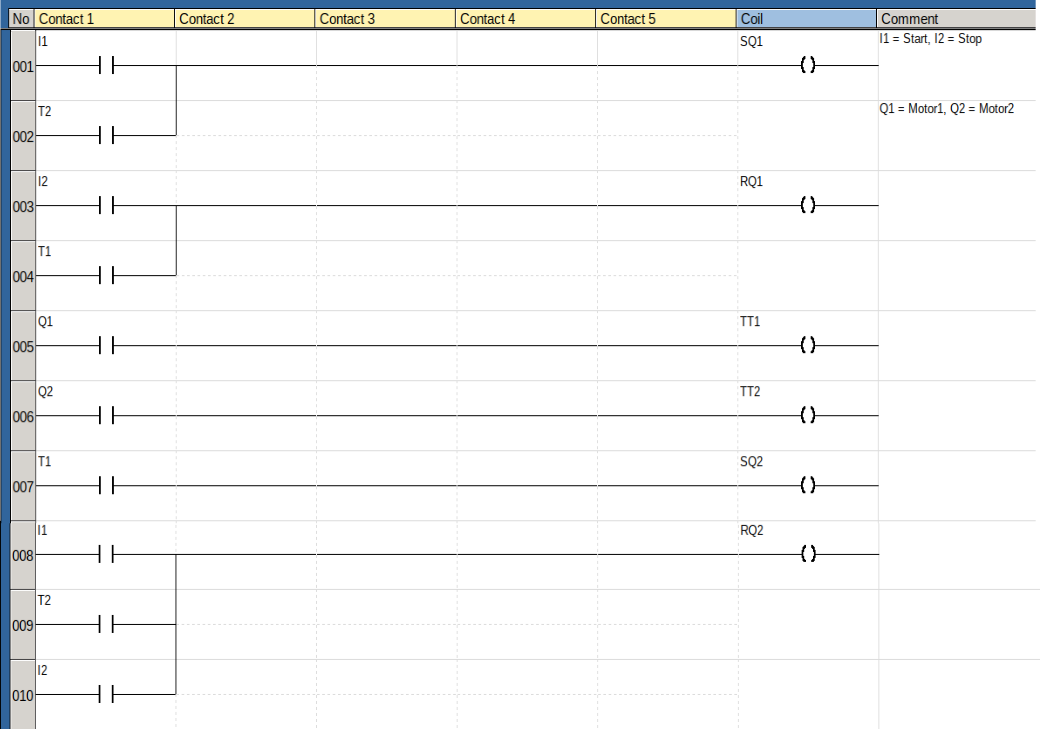 No Contact 1 Contact 2 Contact 3 Contact 4 Contact 5 Coil Comment
I1 SQ1 I1 = Start, I2 = Stop
001
T2 Q1 = Motor1, Q2 = Motor2
002
I2 RQ1
003
T1
004
Q1 TT1
005
Q2 TT2
006
T1 SQ2
007
I1 RQ2
008
T2
009
I2
010